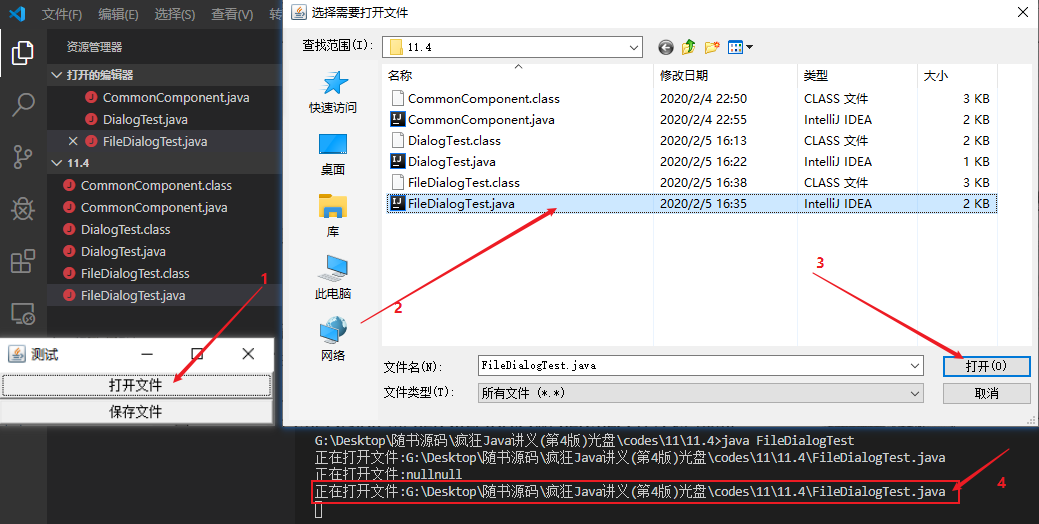 文件(F) 编辑(E) 选择(S) 查看(V) 转
资源管理器
打开的编辑器
CommonComponent.java
DialogTest.java
FileDialogTest.java
11.4
CommonComponent.class
CommonComponent.java
DialogTest.class
DialogTest.java
FileDialogTest.class
FileDialogTest.java
1
测试
打开文件
保存文件
选择需要打开文件
查找范围(I): 11.4
快速访问
桌面
库
此电脑
网络
名称 修改日期 类型 大小
CommonComponent.class 2020/2/4 22:50 CLASS 文件 3 KB
CommonComponent.java 2020/2/4 22:55 IntelliJ IDEA 2 KB
DialogTest.class 2020/2/5 16:13 CLASS 文件 2 KB
DialogTest.java 2020/2/5 16:22 IntelliJ IDEA 1 KB
FileDialogTest.class 2020/2/5 16:38 CLASS 文件 3 KB
FileDialogTest.java 2020/2/5 16:35 IntelliJ IDEA 2 KB
2
3
文件名(N): FileDialogTest.java 打开(O)
文件类型(T): 所有文件 (*.*) 取消
G:\Desktop\随书源码\疯狂Java讲义(第4版)光盘\codes\11\11.4>java FileDialogTest
正在打开文件:G:\Desktop\随书源码\疯狂Java讲义(第4版)光盘\codes\11\11.4\FileDialogTest.java
正在打开文件:nullnull
正在打开文件:G:\Desktop\随书源码\疯狂Java讲义(第4版)光盘\codes\11\11.4\FileDialogTest.java
4